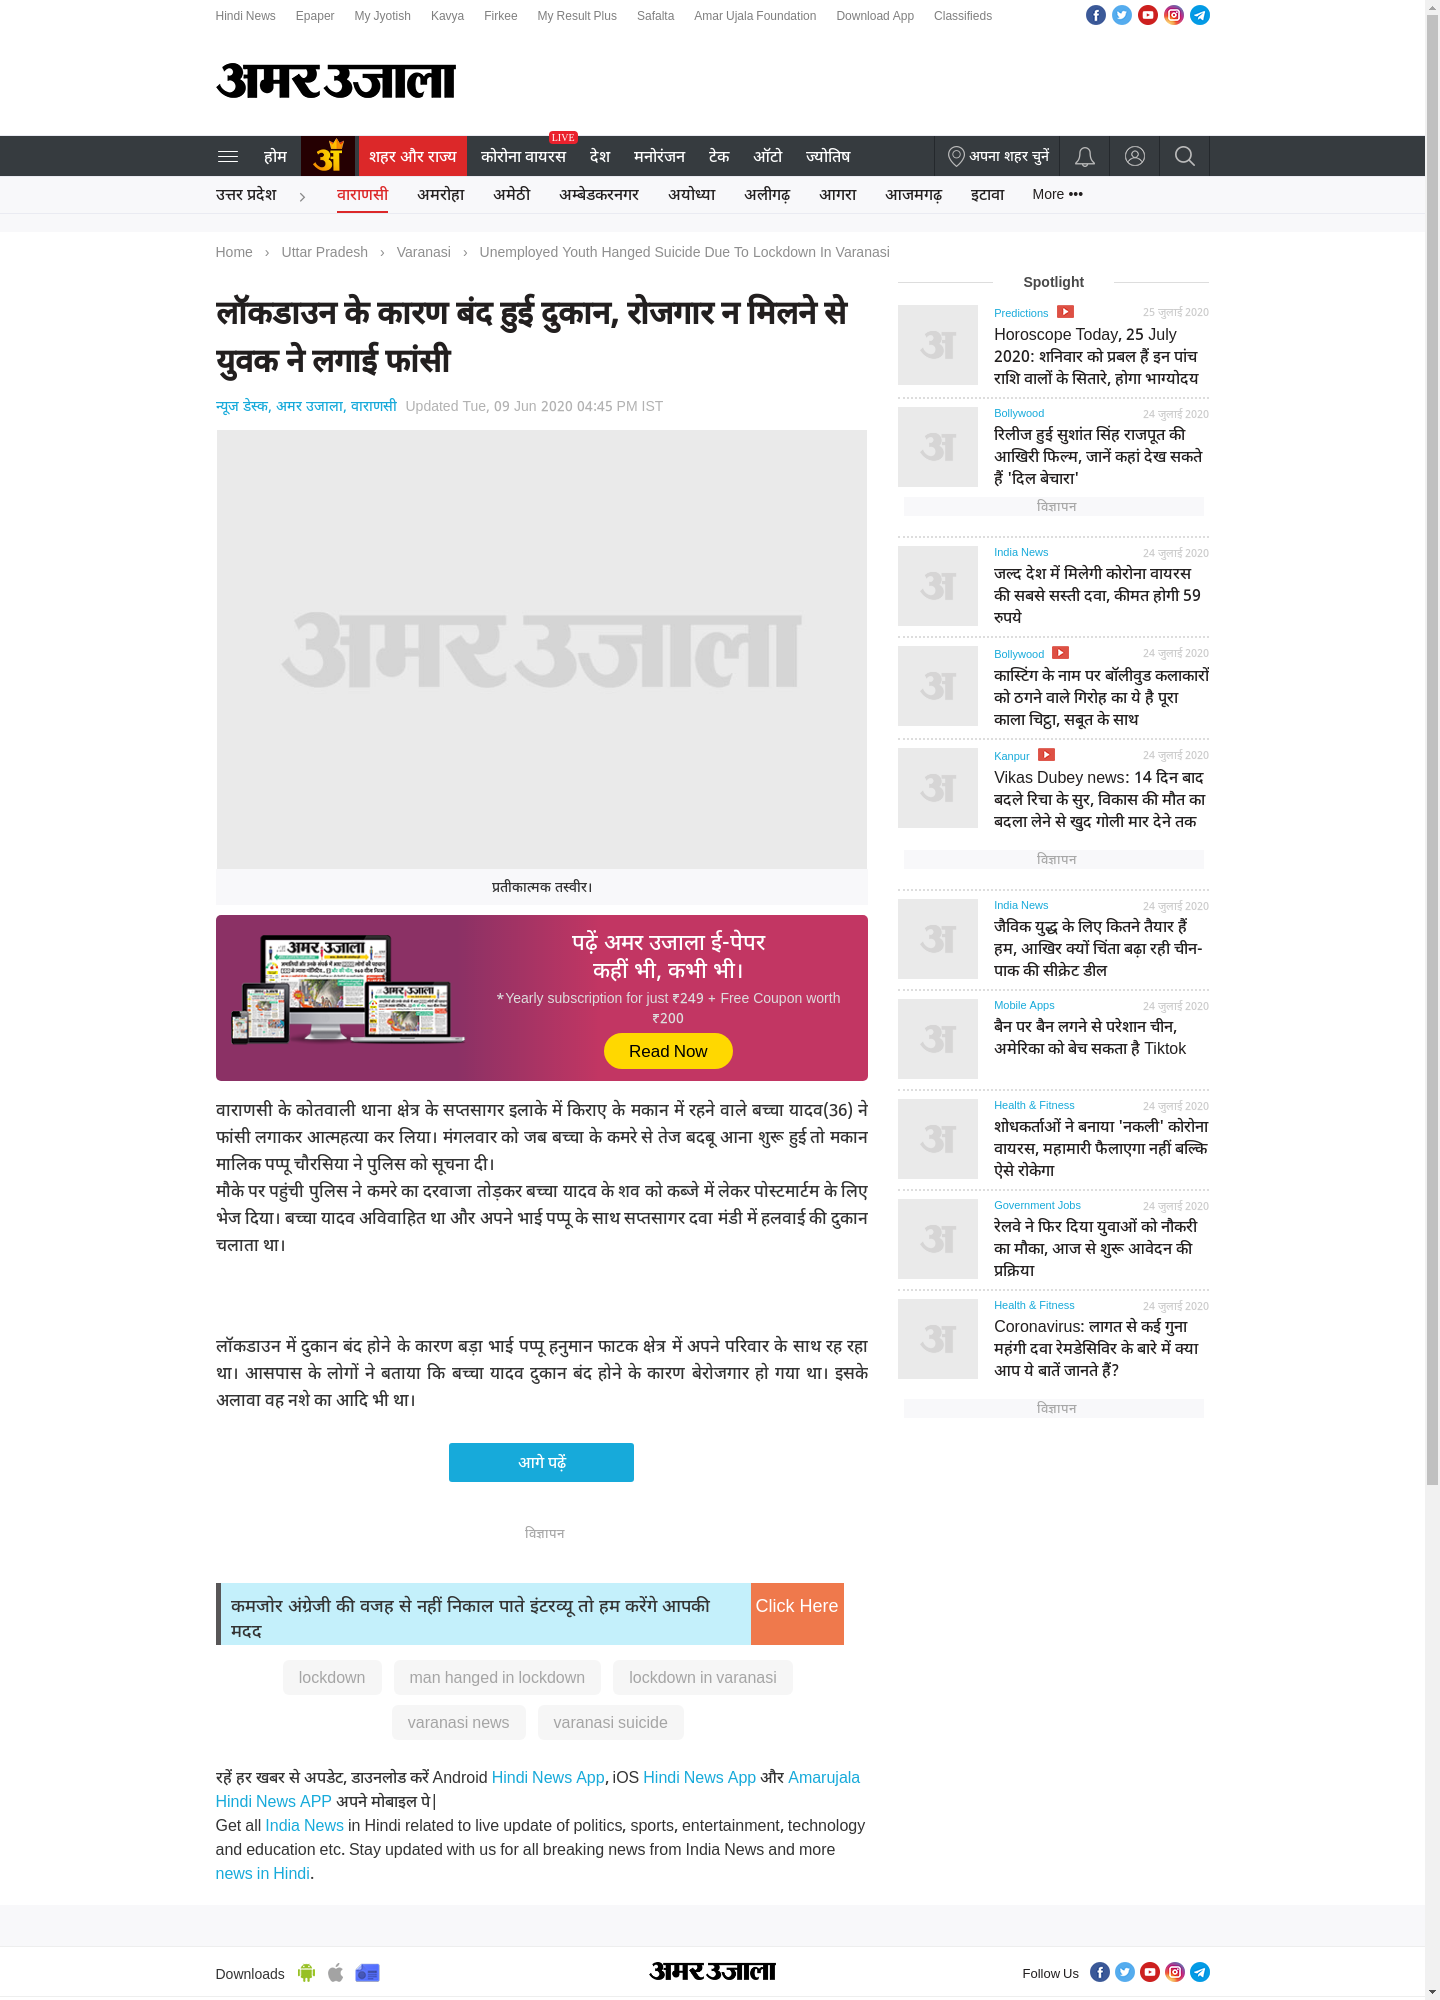 Hindi News Epaper My Jyotish Kavya Firkee My Result Plus Safalta Amar Ujala Foundation Download App Classifieds
अमर उजाला
LIVE
होम शहर और राज्य कोरोना वायरस देश मनोरंजन टेक ऑटो ज्योतिष अपना शहर चुनें
उत्तर प्रदेश › वाराणसी अमरोहा अमेठी अम्बेडकरनगर अयोध्या अलीगढ़ आगरा आजमगढ़ इटावा More •••
Home › Uttar Pradesh › Varanasi › Unemployed Youth Hanged Suicide Due To Lockdown In Varanasi
लॉकडाउन के कारण बंद हुई दुकान, रोजगार न मिलने से
युवक ने लगाई फांसी
न्यूज डेस्क, अमर उजाला, वाराणसी Updated Tue, 09 Jun 2020 04:45 PM IST
अमर उजाला
प्रतीकात्मक तस्वीर।
अमर उजाला
पढ़ें अमर उजाला ई-पेपर
कहीं भी, कभी भी।
*Yearly subscription for just ₹249 + Free Coupon worth
₹200
Read Now
वाराणसी के कोतवाली थाना क्षेत्र के सप्तसागर इलाके में किराए के मकान में रहने वाले बच्चा यादव(36) ने
फांसी लगाकर आत्महत्या कर लिया। मंगलवार को जब बच्चा के कमरे से तेज बदबू आना शुरू हुई तो मकान
मालिक पप्पू चौरसिया ने पुलिस को सूचना दी।
मौके पर पहुंची पुलिस ने कमरे का दरवाजा तोड़कर बच्चा यादव के शव को कब्जे में लेकर पोस्टमार्टम के लिए
भेज दिया। बच्चा यादव अविवाहित था और अपने भाई पप्पू के साथ सप्तसागर दवा मंडी में हलवाई की दुकान
चलाता था।
लॉकडाउन में दुकान बंद होने के कारण बड़ा भाई पप्पू हनुमान फाटक क्षेत्र में अपने परिवार के साथ रह रहा
था। आसपास के लोगों ने बताया कि बच्चा यादव दुकान बंद होने के कारण बेरोजगार हो गया था। इसके
अलावा वह नशे का आदि भी था।
आगे पढ़ें
विज्ञापन
कमजोर अंग्रेजी की वजह से नहीं निकाल पाते इंटरव्यू तो हम करेंगे आपकी
मदद
Click Here
lockdown man hanged in lockdown lockdown in varanasi
varanasi news varanasi suicide
रहें हर खबर से अपडेट, डाउनलोड करें Android Hindi News App, iOS Hindi News App और Amarujala
Hindi News APP अपने मोबाइल पे|
Get all India News in Hindi related to live update of politics, sports, entertainment, technology
and education etc. Stay updated with us for all breaking news from India News and more
news in Hindi.
Spotlight
Predictions 25 जुलाई 2020
Horoscope Today, 25 July
2020: शनिवार को प्रबल हैं इन पांच
राशि वालों के सितारे, होगा भाग्योदय
Bollywood 24 जुलाई 2020
रिलीज हुई सुशांत सिंह राजपूत की
आखिरी फिल्म, जानें कहां देख सकते
हैं 'दिल बेचारा'
विज्ञापन
India News 24 जुलाई 2020
जल्द देश में मिलेगी कोरोना वायरस
की सबसे सस्ती दवा, कीमत होगी 59
रुपये
Bollywood 24 जुलाई 2020
कास्टिंग के नाम पर बॉलीवुड कलाकारों
को ठगने वाले गिरोह का ये है पूरा
काला चिट्ठा, सबूत के साथ
Kanpur 24 जुलाई 2020
Vikas Dubey news: 14 दिन बाद
बदले रिचा के सुर, विकास की मौत का
बदला लेने से खुद गोली मार देने तक
विज्ञापन
India News 24 जुलाई 2020
जैविक युद्ध के लिए कितने तैयार हैं
हम, आखिर क्यों चिंता बढ़ा रही चीन-
पाक की सीक्रेट डील
Mobile Apps 24 जुलाई 2020
बैन पर बैन लगने से परेशान चीन,
अमेरिका को बेच सकता है Tiktok
Health & Fitness 24 जुलाई 2020
शोधकर्ताओं ने बनाया 'नकली' कोरोना
वायरस, महामारी फैलाएगा नहीं बल्कि
ऐसे रोकेगा
Government Jobs 24 जुलाई 2020
रेलवे ने फिर दिया युवाओं को नौकरी
का मौका, आज से शुरू आवेदन की
प्रक्रिया
Health & Fitness 24 जुलाई 2020
Coronavirus: लागत से कई गुना
महंगी दवा रेमडेसिविर के बारे में क्या
आप ये बातें जानते हैं?
विज्ञापन
Downloads अमर उजाला Follow Us